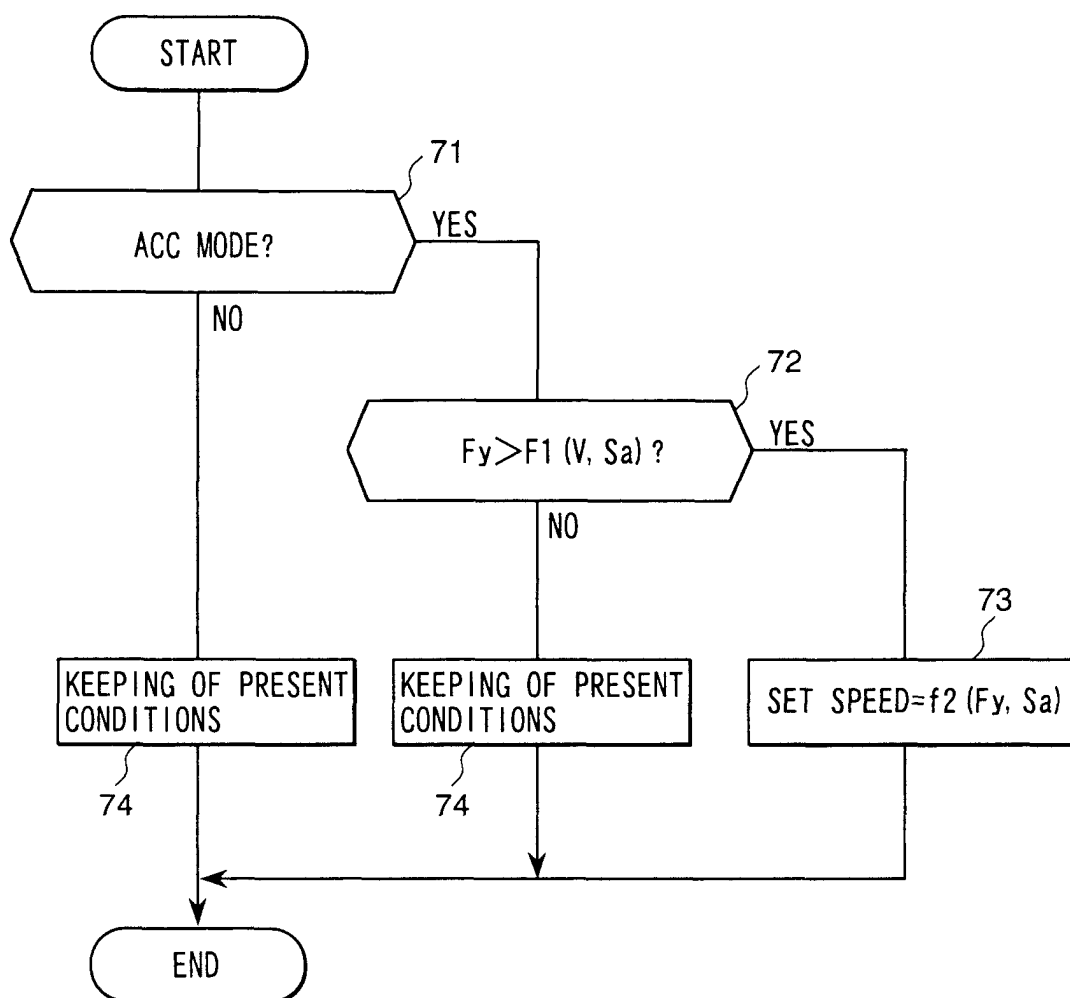 START
71
ACC MODE?
YES
NO
72
Fy>F1(V, Sa)?
YES
NO
73
KEEPING OF PRESENT
CONDITIONS
KEEPING OF PRESENT
CONDITIONS
SET SPEED=f2(Fy, Sa)
74
74
END